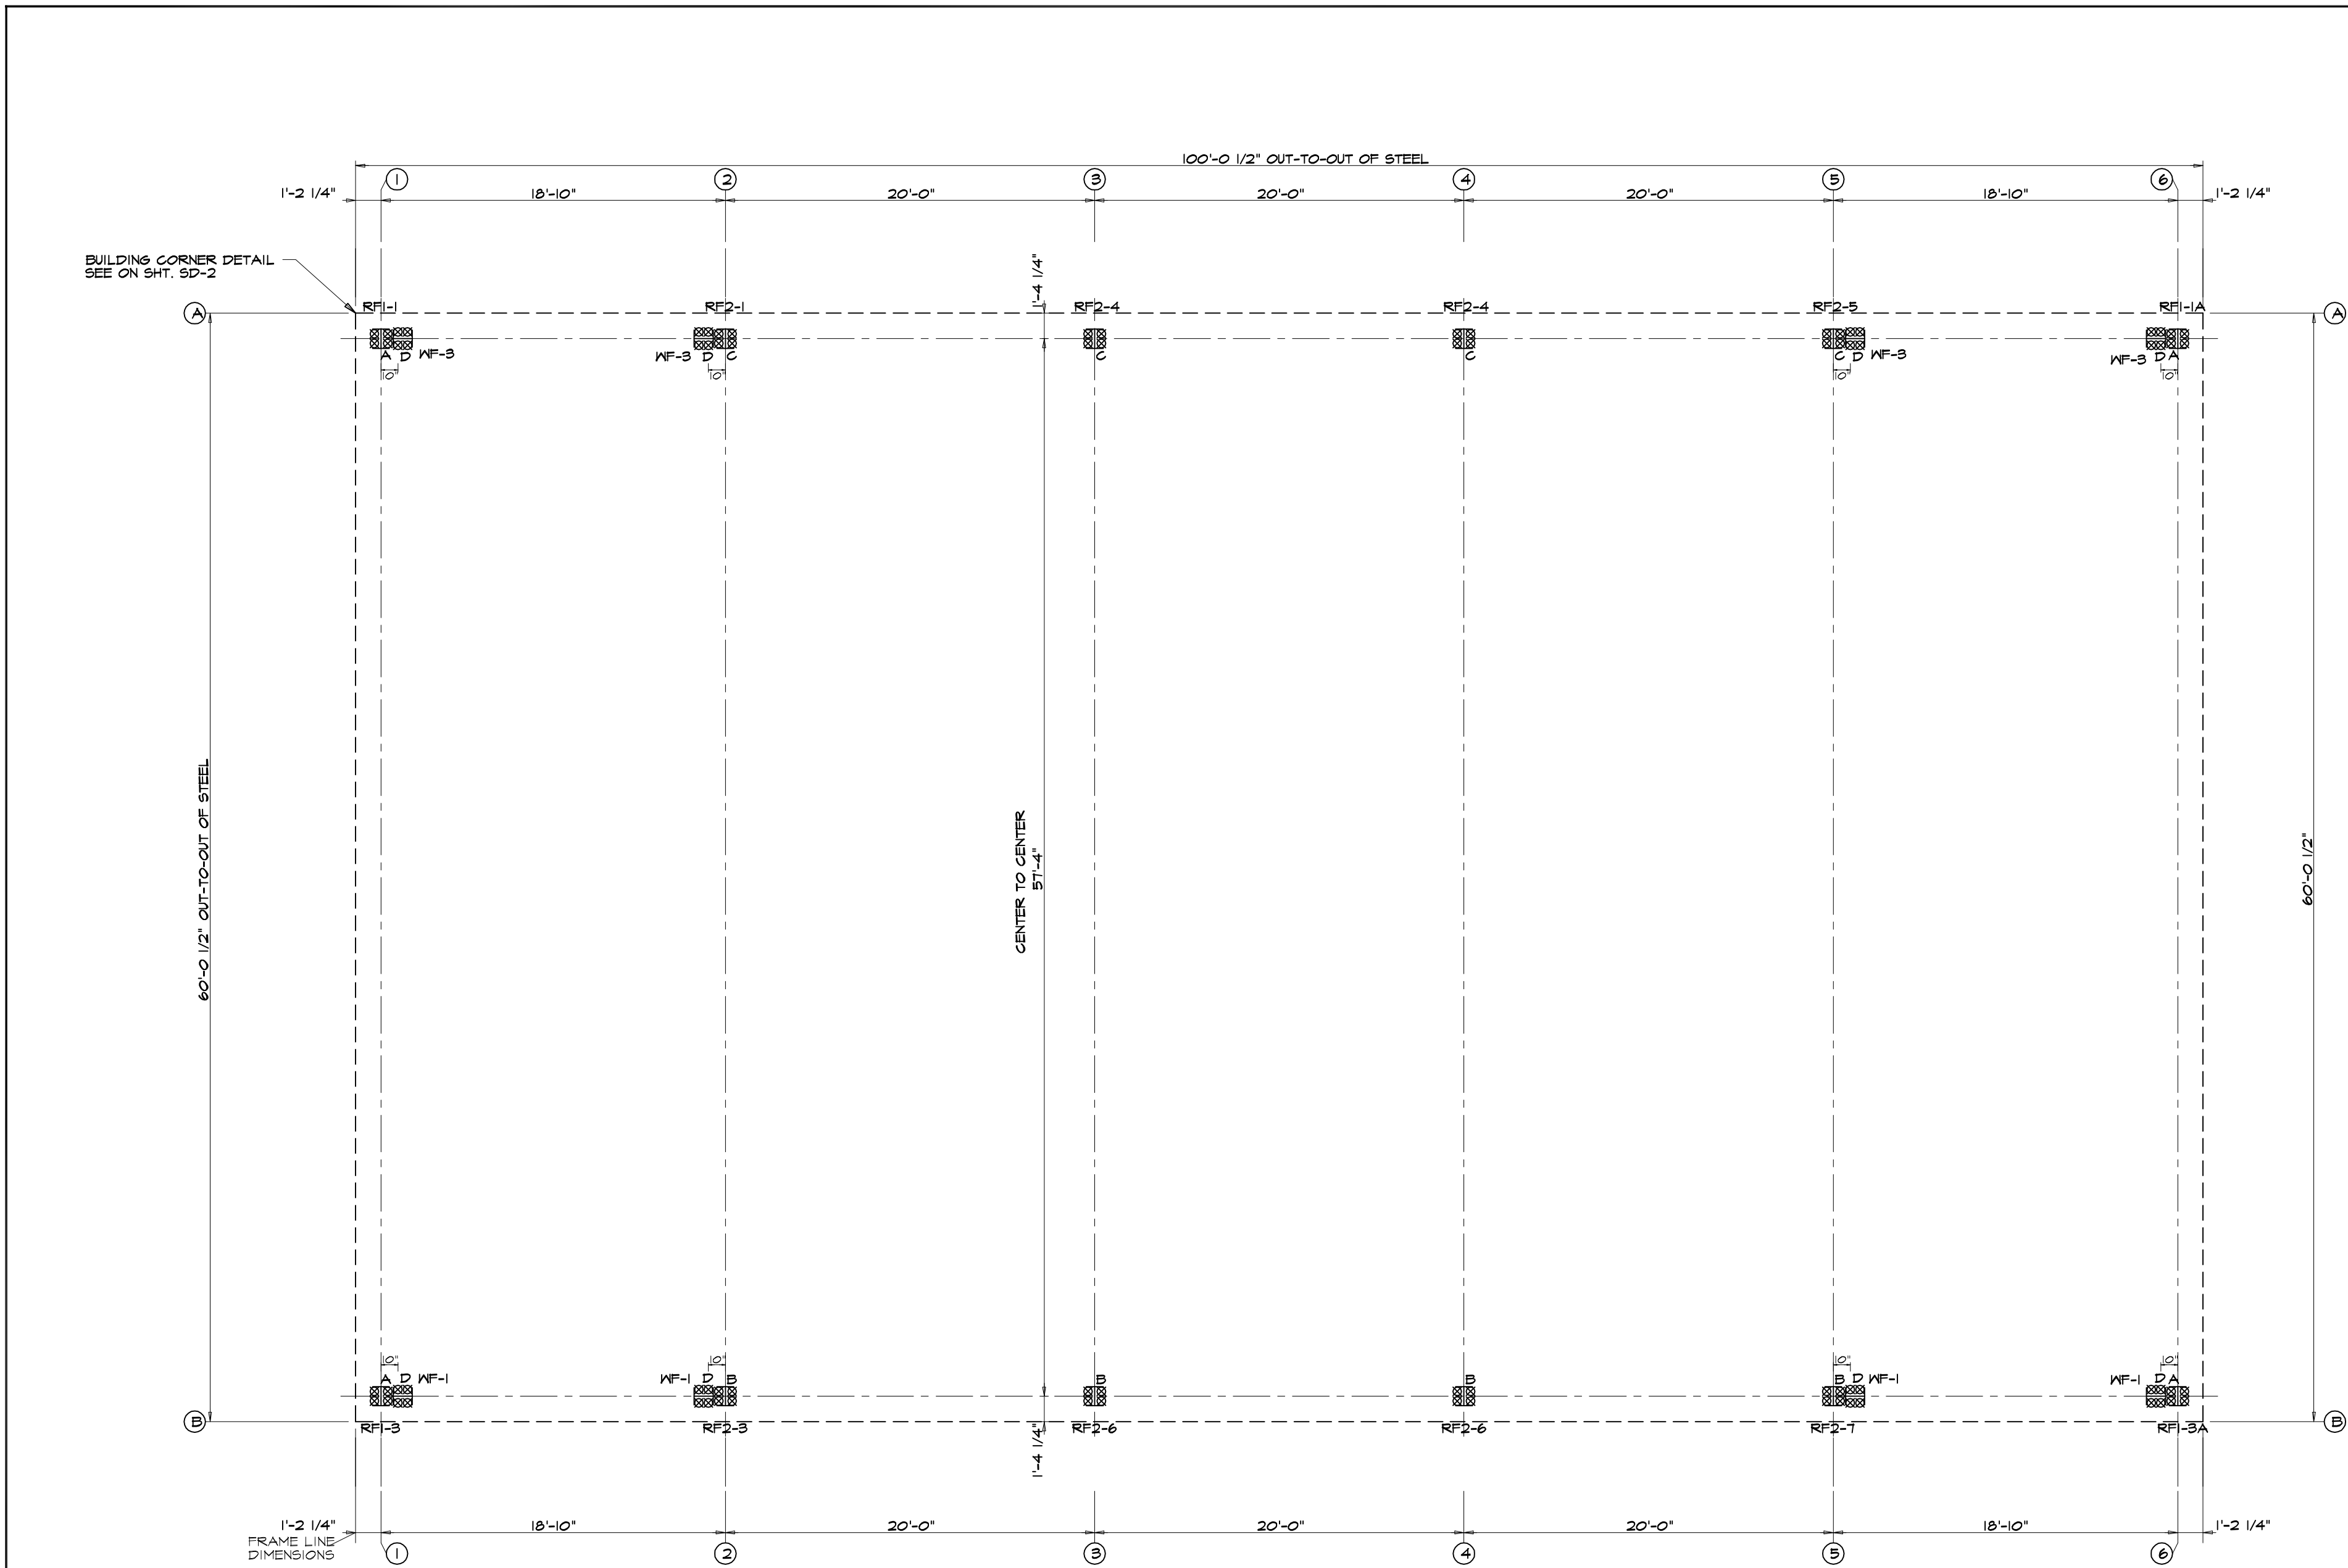 100'-0 1/2" OUT-TO-OUT OF STEEL
1 2 3 4 5 6
1'-2 1/4" 18'-10" 20'-0" 20'-0" 20'-0" 18'-10" 1'-2 1/4"
BUILDING CORNER DETAIL
SEE ON SHT. SD-2
1'-4 1/4"
RF1-1 RF2-1 RF2-4 RF2-4 RF2-5 RF1-1A
A A
A D WF-3 WF-3 D C C C C D WF-3 WF-3 D A
10" 10" 10" 10"
60'-0 1/2" OUT-TO-OUT OF STEEL
CENTER TO CENTER
57'-4"
60'-0 1/2"
10" 10" 10" 10"
A D WF-1 WF-1 D B B B B D WF-1 WF-1 D A
B B
RF1-3 RF2-3 RF2-6 RF2-6 RF2-7 RF1-3A
1'-4 1/4"
1'-2 1/4" 18'-10" 20'-0" 20'-0" 20'-0" 18'-10" 1'-2 1/4"
FRAME LINE
DIMENSIONS
1 2 3 4 5 6